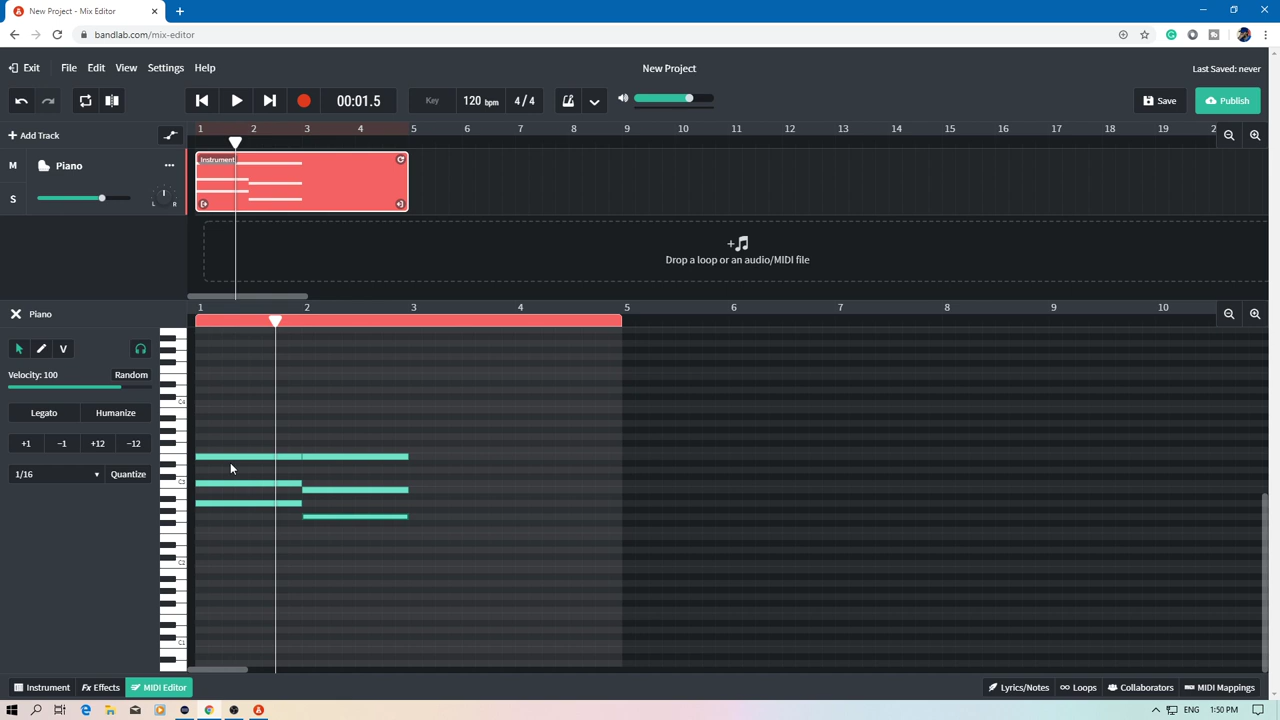 New Project - Mix Editor
bandlab.com/mix-editor
Exit File Edit View Settings Help
New Project
Last Saved: never
00:01.5
Key 120 bpm 4/4
Save
Publish
Add Track
1 2 3 4 5 6 7 8 9 10 11 12 13 14 15 16 17 18 19 2
M Piano
Instrument
S
L R
Drop a loop or an audio/MIDI file
Piano
1 2 3 4 5 6 7 8 9 10
V
Velocity: 100 Random
Legato Humanize
-1 +12 -12
1/16 Quantize
C4
C3
C2
C1
Instrument Fx Effects MIDI Editor
Lyrics/Notes Loops Collaborators MIDI Mappings
ENG 1:50 PM